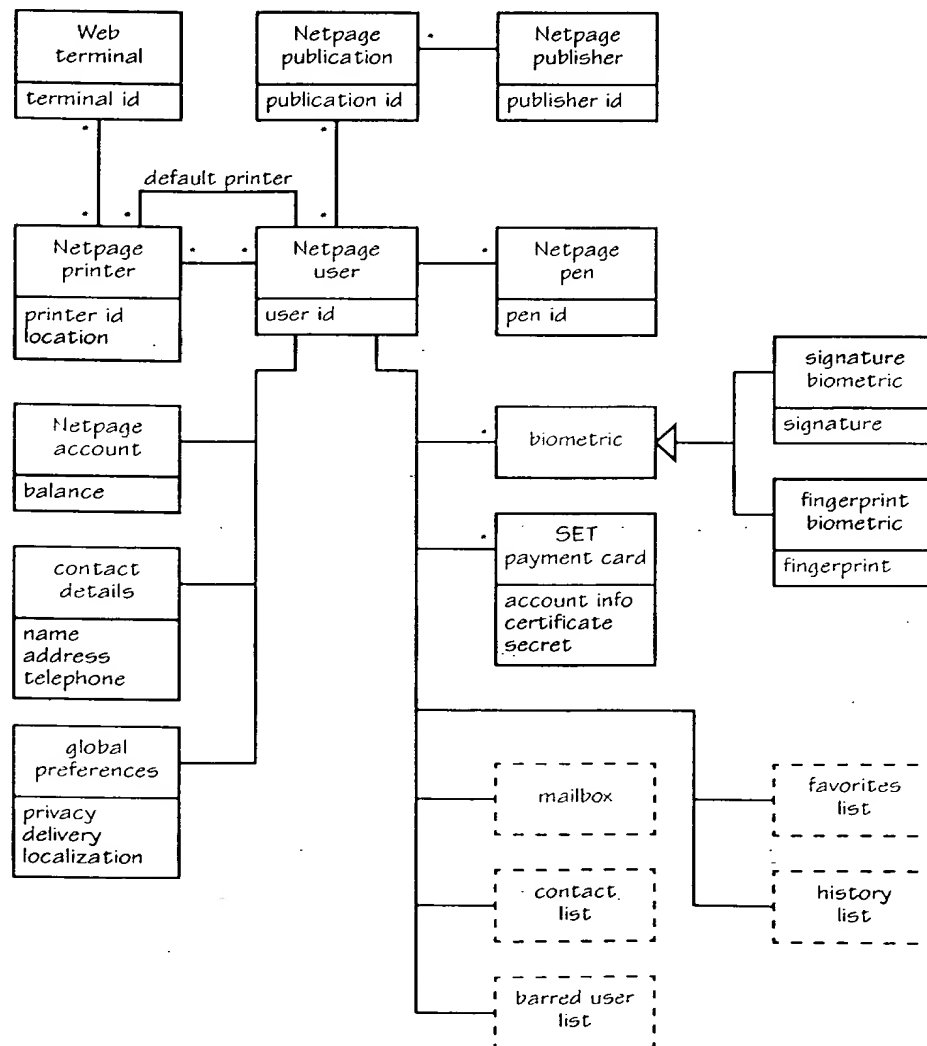 Web
terminal
terminal id
Netpage
publication
publication id
Netpage
publisher
publisher id
default printer
Netpage
printer
printer id
location
Netpage
user
user id
Netpage
pen
pen id
Netpage
account
balance
biometric
signature
biometric
signature
fingerprint
biometric
fingerprint
SET
payment card
account info
certificate
secret
contact
details
name
address
telephone
global
preferences
privacy
delivery
localization
mailbox
favorites
list
contact
list
history
list
barred user
list